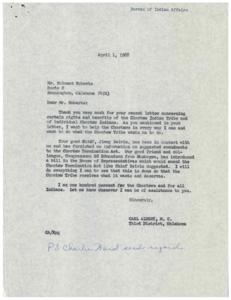 Bureau of Indian Affairs
April 1, 1968
Mr. Edmond Roberts
Route 2
Bennington, Oklahoma
Dear Mr. Roberts:
Thank you very much for your recent letter concerning
certain rights and benefits of the Choctaw Indian Tribe and
of individual Choctaw Indians. As you mentioned in your
letter, I want to help the Choctaws in every way I can and
want to do what the Choctaw Tribe wants me to do.
Your good Chief, Jimmy Belvin, has been in contact with
me and has furnished me information on suggested amendments to
the Choctaw Termination Act. Our good friend and col-
league, Congressman Ed Edmondson from Muskogee, has introduced
a bill in the House of Representatives which would amend the
Choctaw Termination Act like Chief Belvin suggested. I will
do everything I can to see that this is done so that the
Choctaw Tribe receives what it wants and deserves.
I am one hundred percent for the Choctaws and for all
Indians. Let me know whenever I can be of assistance to you.
Sincerely,
CARL ALBERT, M. C.
Third District, Oklahoma
PS Charlie Ward sends regards.